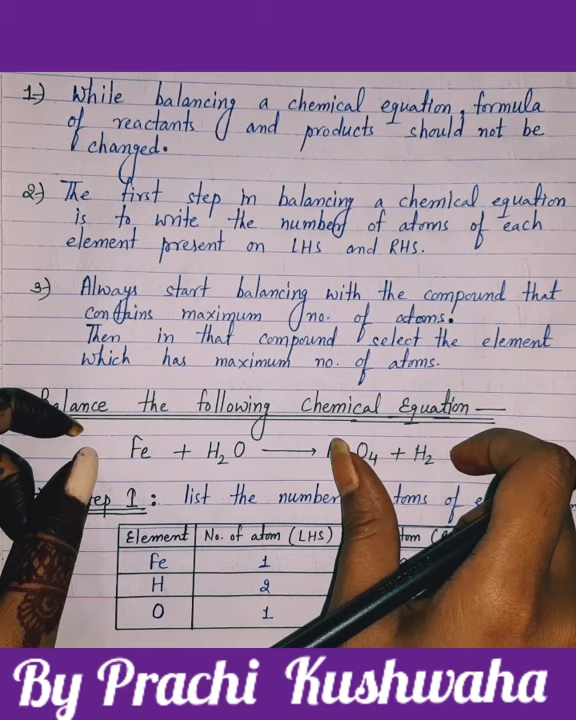 1) While balancing a chemical equation, formula
of reactants and products should not be
changed.
2) The first step in balancing a chemical equation
is to write the number of atoms of each
element present on LHS and RHS.
3) Always start balancing with the compound that
contains maximum no. of atoms.
Then in that compound select the element
which has maximum no. of atoms.
Balance the following Chemical Equation —
Fe + H₂O ⟶ O₄ + H₂
Step 1 : list the number atoms of
Element No. of atom (LHS) atom
Fe 1
H 2
O 1
By Prachi Kushwaha